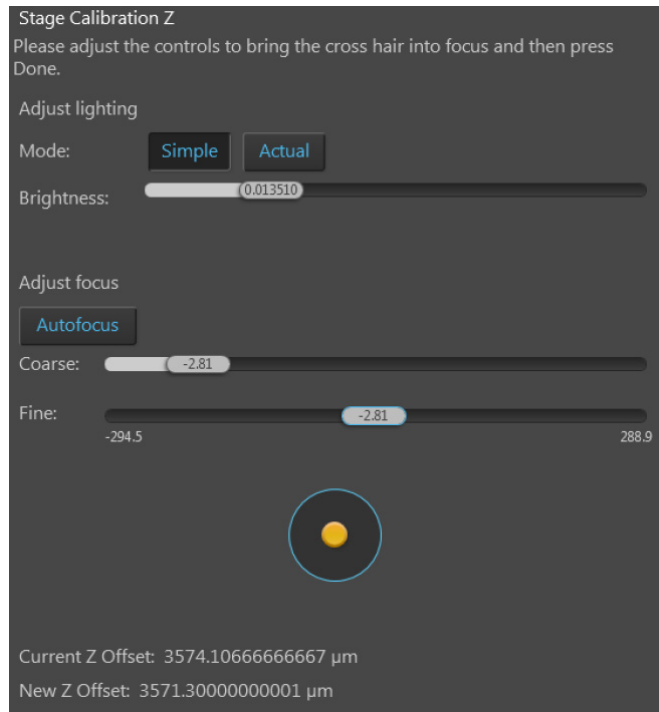 Stage Calibration Z
Please adjust the controls to bring the cross hair into focus and then press
Done.
Adjust lighting
Mode: Simple Actual
Brightness: 0.013510
Adjust focus
Autofocus
Coarse: -2.81
Fine: -2.81
-294.5 288.9
Current Z Offset: 3574.10666666667 µm
New Z Offset: 3571.30000000001 µm